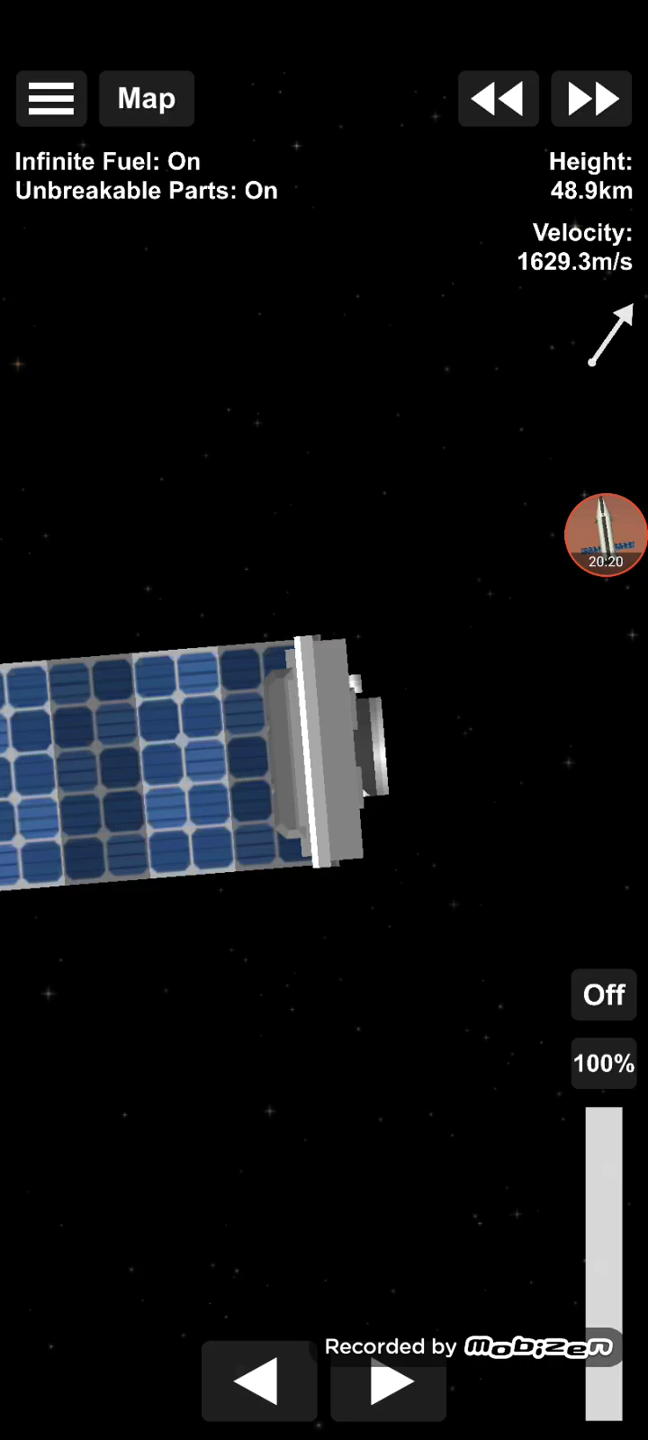 Map
Infinite Fuel: On
Unbreakable Parts: On
Height:
48.9km
Velocity:
1629.3m/s
20:20
Off
100%
Recorded by mobizen